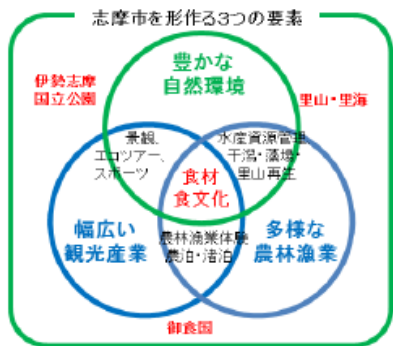 志摩市を形作る3つの要素
豊かな
自然環境
伊勢志摩
国立公園
里山・里海
景観、
エコツアー、
スポーツ
水産資源管理
干潟・藻場・
里山再生
食材
食文化
幅広い
観光産業
多様な
農林漁業
農林漁業体験
農泊・渚泊
御食国